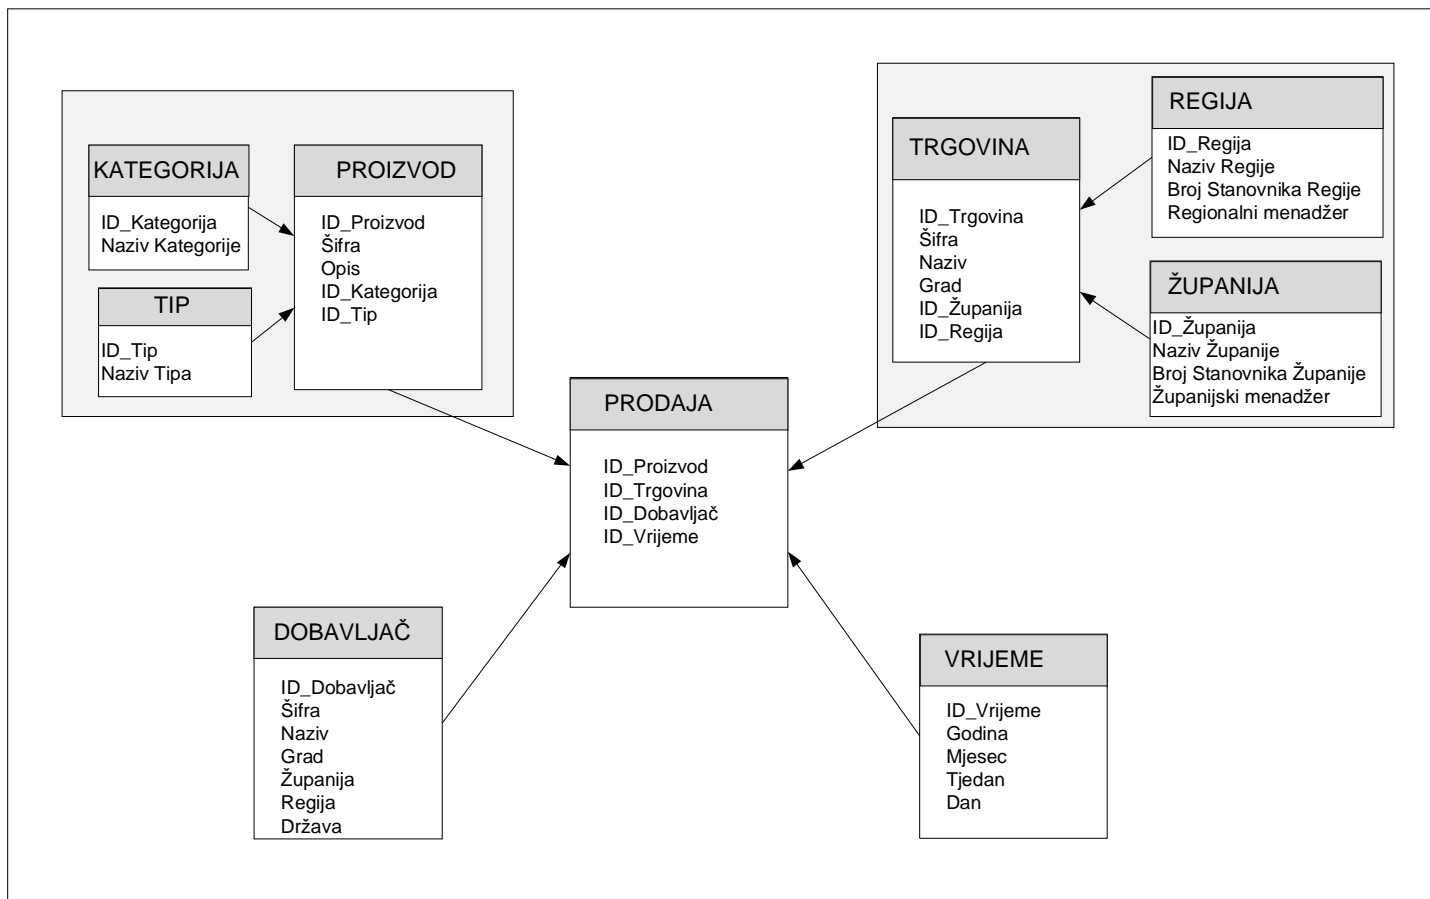 KATEGORIJA
ID_Kategorija
Naziv Kategorije
TIP
ID_Tip
Naziv Tipa
PROIZVOD
ID_Proizvod
Šifra
Opis
ID_Kategorija
ID_Tip
TRGOVINA
ID_Trgovina
Šifra
Naziv
Grad
ID_Županija
ID_Regija
REGIJA
ID_Regija
Naziv Regije
Broj Stanovnika Regije
Regionalni menadžer
ŽUPANIJA
ID_Županija
Naziv Županije
Broj Stanovnika Županije
Županijski menadžer
PRODAJA
ID_Proizvod
ID_Trgovina
ID_Dobavljač
ID_Vrijeme
DOBAVLJAČ
ID_Dobavljač
Šifra
Naziv
Grad
Županija
Regija
Država
VRIJEME
ID_Vrijeme
Godina
Mjesec
Tjedan
Dan